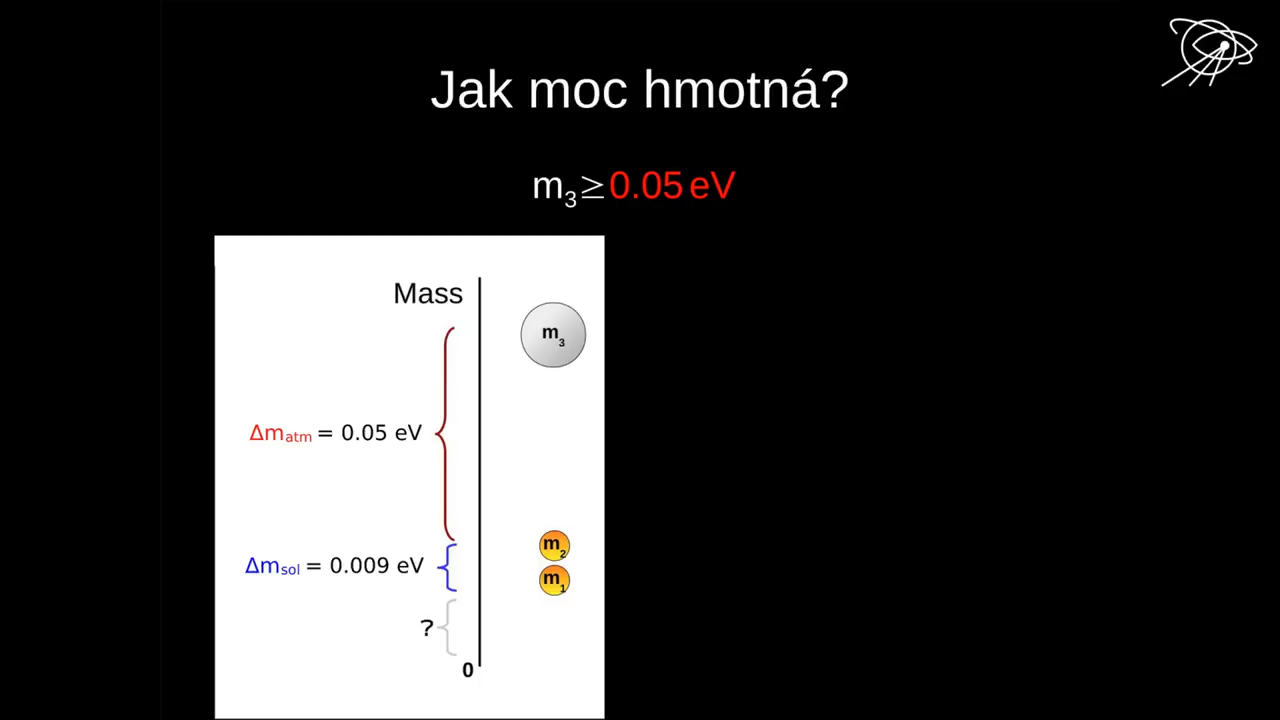 Jak moc hmotná?
m₃≥0.05 eV
Mass
m₃
Δmatm = 0.05 eV
m₂
Δmsol = 0.009 eV
m₁
?
0